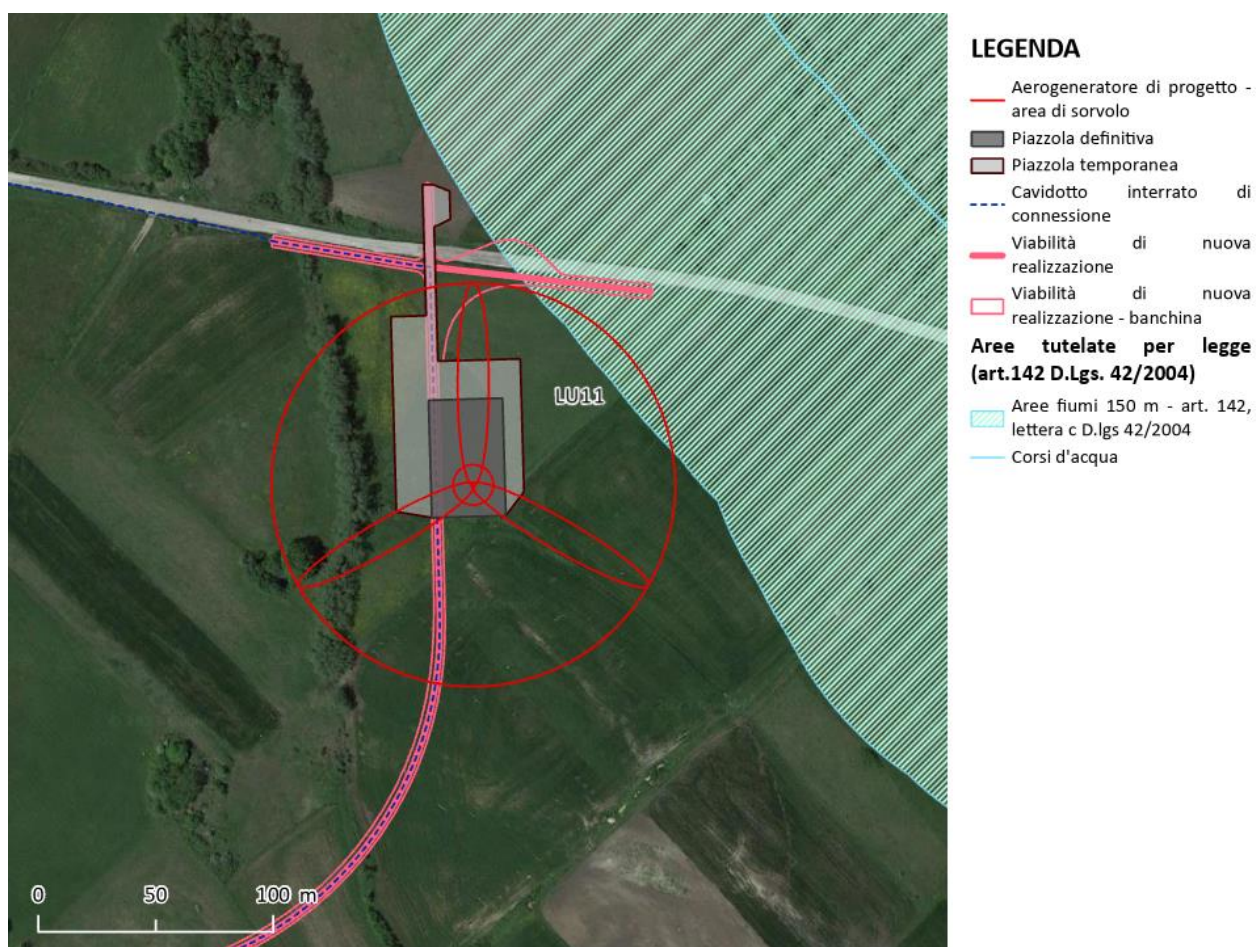 LU11
0 50 100 m
LEGENDA
Aerogeneratore di progetto -
area di sorvolo
Piazzola definitiva
Piazzola temporanea
Cavidotto interrato di
connessione
Viabilità di nuova
realizzazione
Viabilità di nuova
realizzazione - banchina
Aree tutelate per legge
(art.142 D.Lgs. 42/2004)
Aree fiumi 150 m - art. 142,
lettera c D.lgs 42/2004
Corsi d'acqua